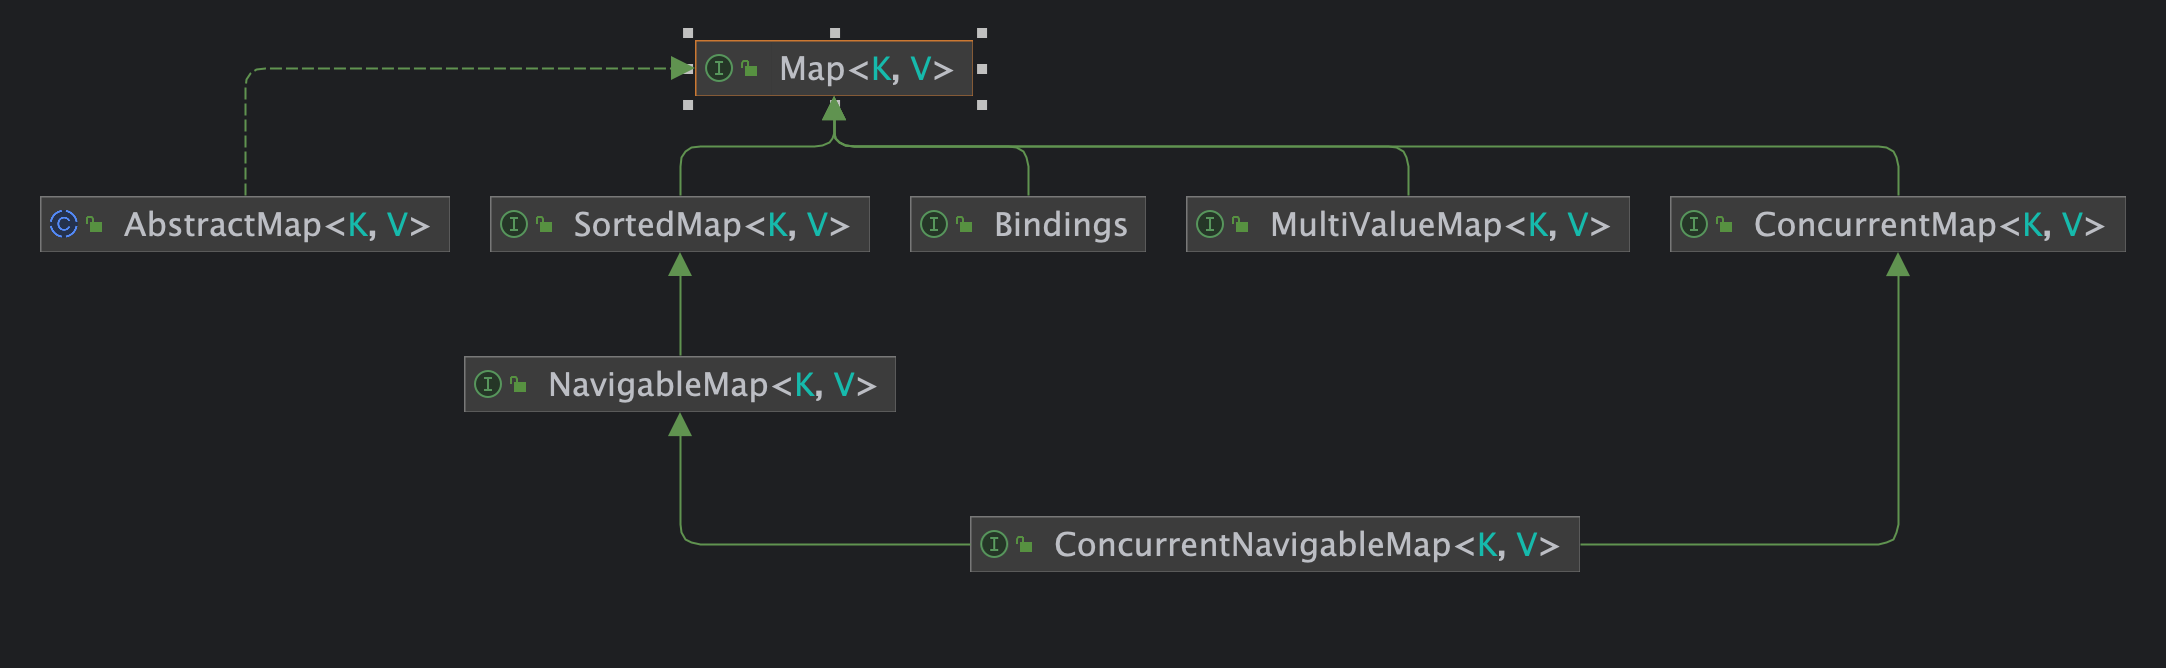 Map<K, V>
AbstractMap<K, V>
SortedMap<K, V>
Bindings
MultiValueMap<K, V>
ConcurrentMap<K, V>
NavigableMap<K, V>
ConcurrentNavigableMap<K, V>